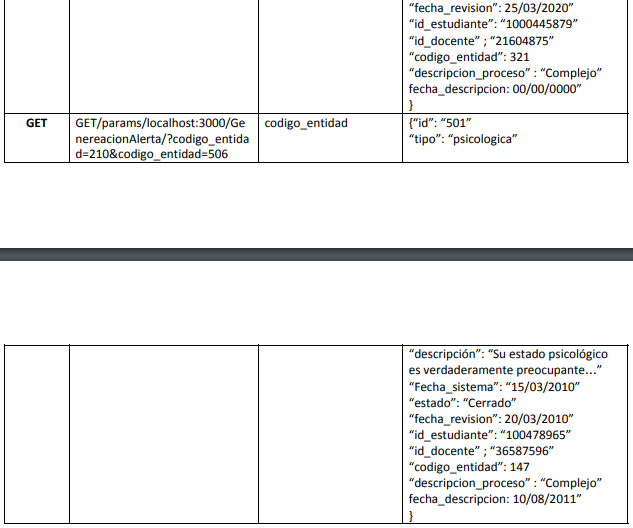 “fecha_revision”: 25/03/2020”
“id_estudiante”: “1000445879”
“id_docente” ; “21604875”
“codigo_entidad”: 321
“descripcion_proceso” : “Complejo”
fecha_descripcion: 00/00/0000”
}
GET
GET/params/localhost:3000/Ge
nereacionAlerta/?codigo_entida
d=210&codigo_entidad=506
codigo_entidad
{“id”: “501”
“tipo”: “psicologica”
“descripción”: “Su estado psicológico
es verdaderamente preocupante…”
“Fecha_sistema”: “15/03/2010”
“estado”: “Cerrado”
“fecha_revision”: 20/03/2010”
“id_estudiante”: “100478965”
“id_docente” ; “36587596”
“codigo_entidad”: 147
“descripcion_proceso” : “Complejo”
fecha_descripcion: 10/08/2011”
}